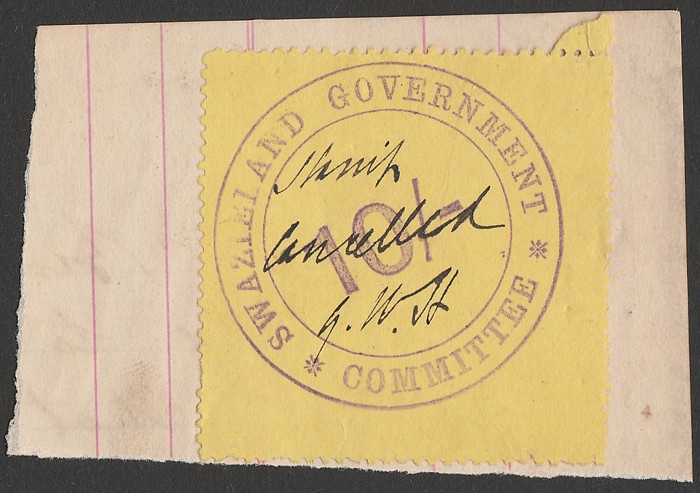 SWAZIELAND GOVERNMENT
* COMMITTEE *
10/-
Stamp
Cancelled
G.W.H